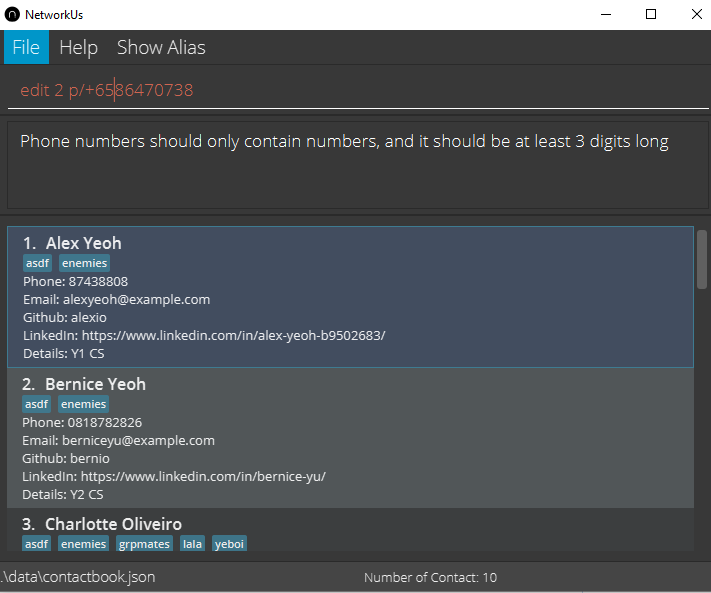 NetworkUs
File Help Show Alias
edit 2 p/+6586470738
Phone numbers should only contain numbers, and it should be at least 3 digits long
1. Alex Yeoh
asdf enemies
Phone: 87438808
Email: alexyeoh@example.com
Github: alexio
LinkedIn: https://www.linkedin.com/in/alex-yeoh-b9502683/
Details: Y1 CS
2. Bernice Yeoh
asdf enemies
Phone: 0818782826
Email: berniceyu@example.com
Github: bernio
LinkedIn: https://www.linkedin.com/in/bernice-yu/
Details: Y2 CS
3. Charlotte Oliveiro
asdf enemies grpmates lala yeboi
.\data\contactbook.json Number of Contact: 10